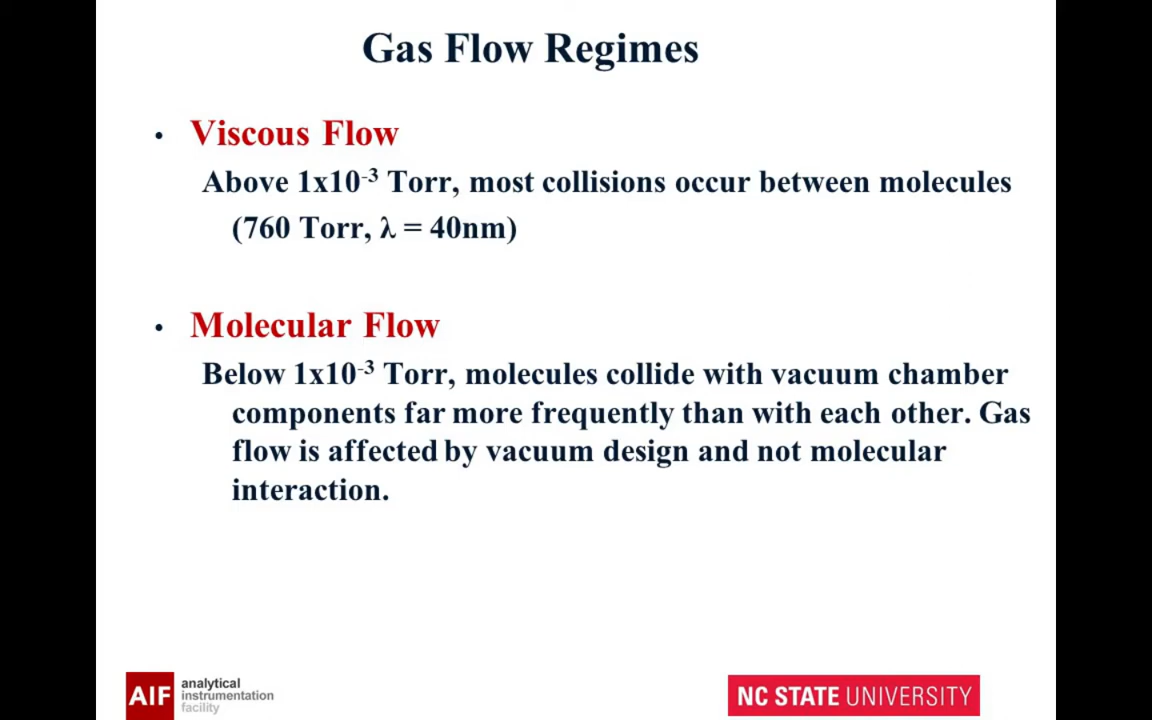 Gas Flow Regimes
• Viscous Flow
Above 1x10⁻³ Torr, most collisions occur between molecules
(760 Torr, λ = 40nm)
• Molecular Flow
Below 1x10⁻³ Torr, molecules collide with vacuum chamber
components far more frequently than with each other. Gas
flow is affected by vacuum design and not molecular
interaction.
AIF analytical
instrumentation
facility
NC STATE UNIVERSITY